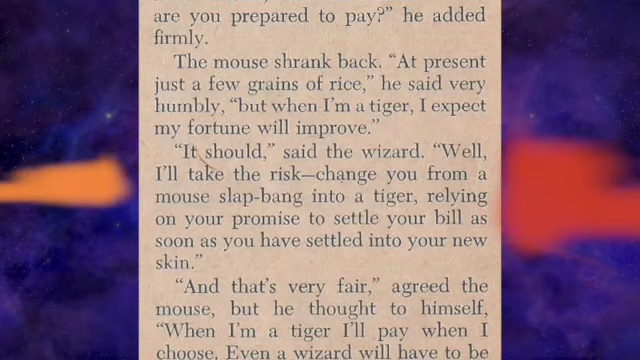 are you prepared to pay?" he added
firmly.
The mouse shrank back. "At present
just a few grains of rice," he said very
humbly, "but when I'm a tiger, I expect
my fortune will improve."
"It should," said the wizard. "Well,
I'll take the risk—change you from a
mouse slap-bang into a tiger, relying
on your promise to settle your bill as
soon as you have settled into your new
skin."
"And that's very fair," agreed the
mouse, but he thought to himself,
"When I'm a tiger I'll pay when I
choose. Even a wizard will have to be